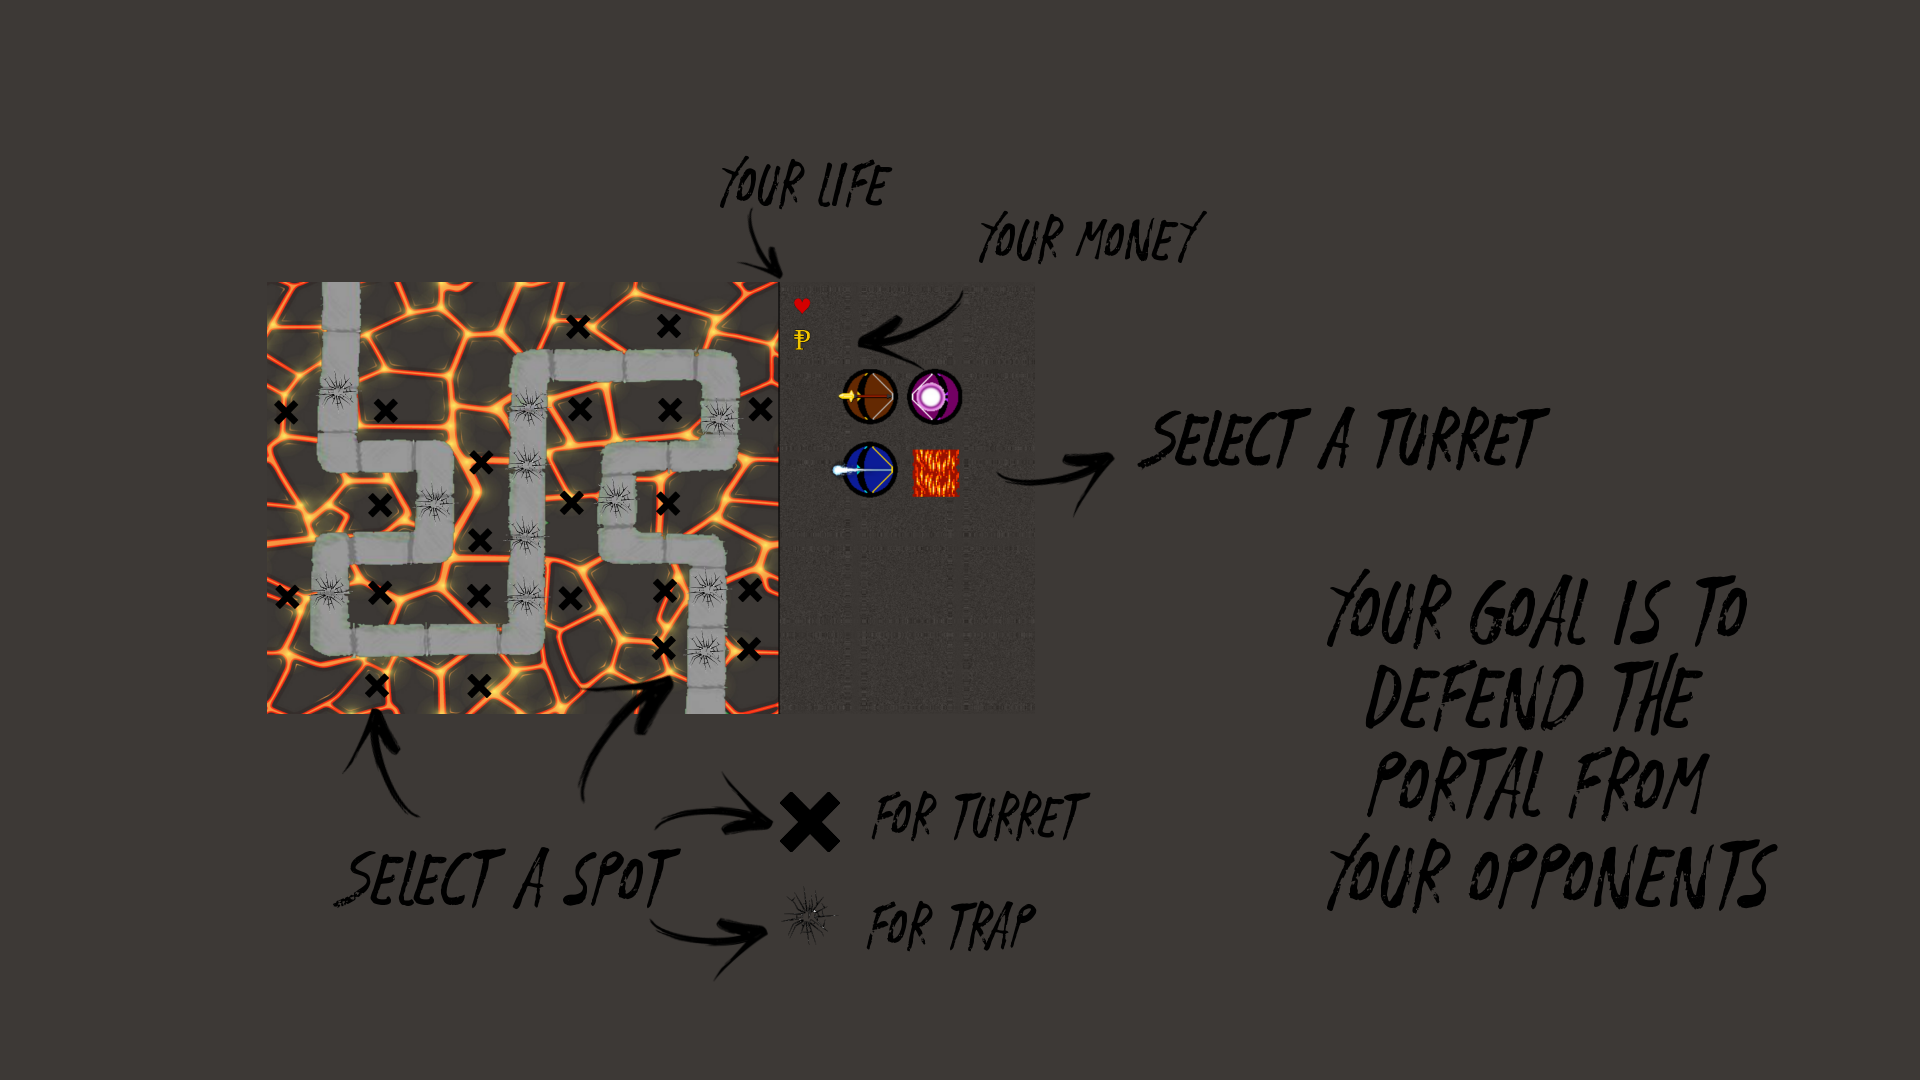 YOUR LIFE
YOUR MONEY
SELECT A TURRET
YOUR GOAL IS TO
DEFEND THE
PORTAL FROM
YOUR OPPONENTS
FOR TURRET
SELECT A SPOT
FOR TRAP